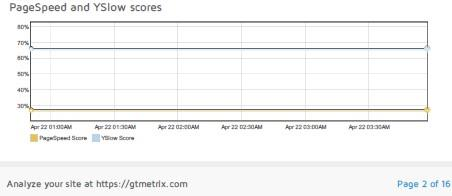 PageSpeed and YSlow scores
80%
70%
60%
50%
40%
30%
Apr 22 01:00AM Apr 22 01:30AM Apr 22 02:00AM Apr 22 02:30AM Apr 22 03:00AM Apr 22 03:30AM
PageSpeed Score YSlow Score
Analyze your site at https://gtmetrix.com Page 2 of 16